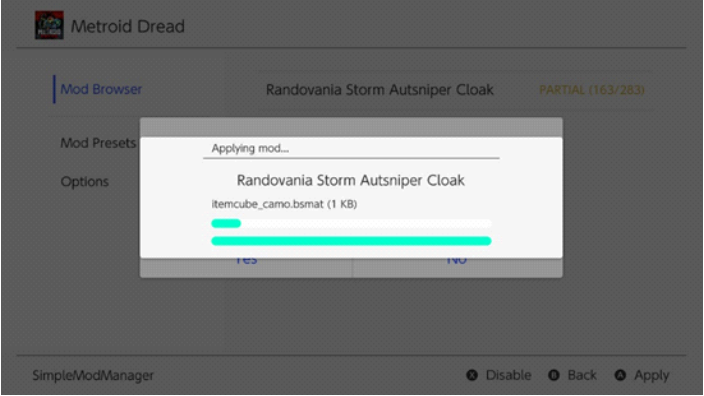 Metroid Dread
Mod Browser
Randovania Storm Autsniper Cloak PARTIAL (163/283)
Mod Presets
Options
Applying mod...
Randovania Storm Autsniper Cloak
itemcube_camo.bsmat (1 KB)
Yes No
SimpleModManager
X Disable B Back A Apply